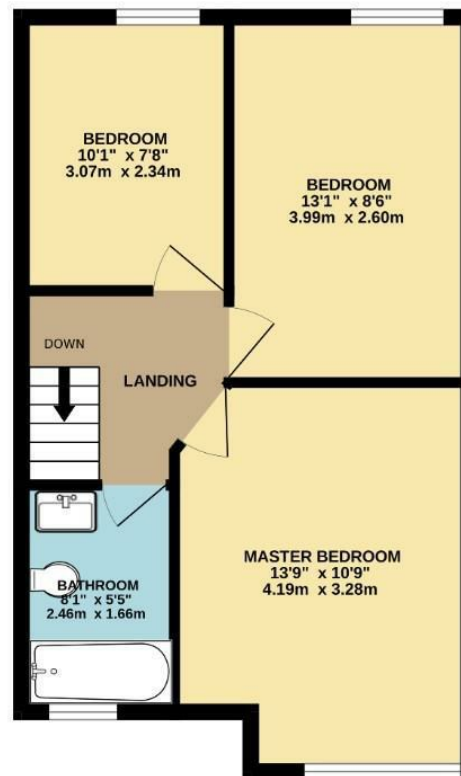 BEDROOM
10'1" x 7'8"
3.07m x 2.34m
BEDROOM
13'1" x 8'6"
3.99m x 2.60m
DOWN
LANDING
MASTER BEDROOM
13'9" x 10'9"
4.19m x 3.28m
BATHROOM
8'1" x 5'5"
2.46m x 1.66m